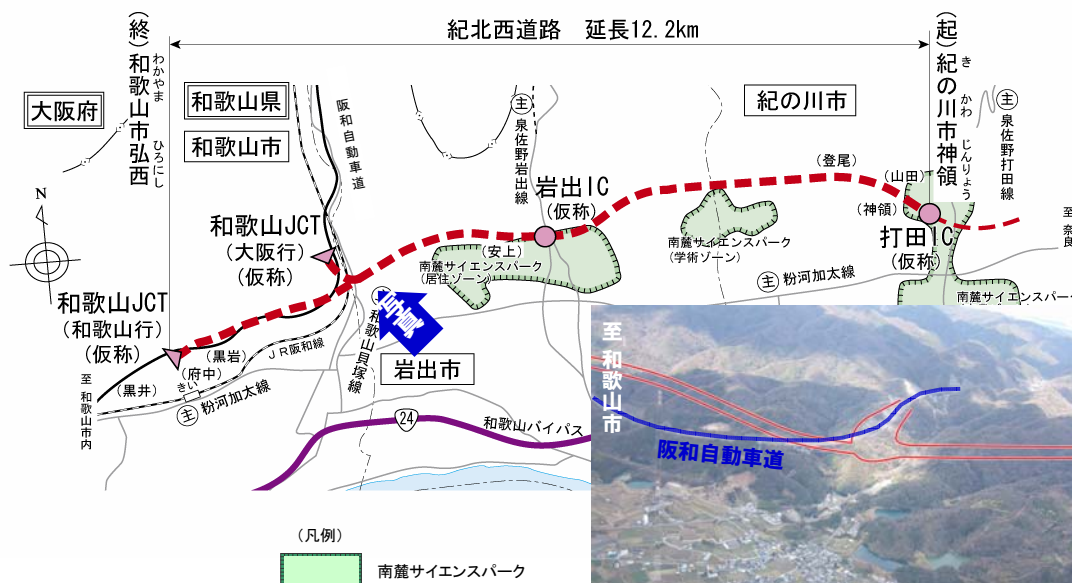 紀北西道路 延長12.2km
(終)和歌山市弘西
わかやま ひろにし
(起)紀の川市神領
き かわ じんりょう
大阪府
和歌山県
和歌山市
阪和自動車道
主
泉佐野岩出線
紀の川市
主
泉佐野打田線
N
岩出IC
(仮称)
(登尾)
(山田)
(神領)
至 奈良
打田IC
(仮称)
和歌山JCT
(大阪行)
(仮称)
(安上)
南麓サイエンスパーク
(居住ゾーン)
南麓サイエンスパーク
(学術ゾーン)
主 粉河加太線
南麓サイエンスパーク
和歌山JCT
(和歌山行)
(仮称)
写真
和歌山貝塚線
岩出市
(黒岩)
(府中)
きい
(黒井)
JR阪和線
主 粉河加太線
至 和歌山市内
24
和歌山バイパス
至 和歌山市
阪和自動車道
(凡例)
南麓サイエンスパーク